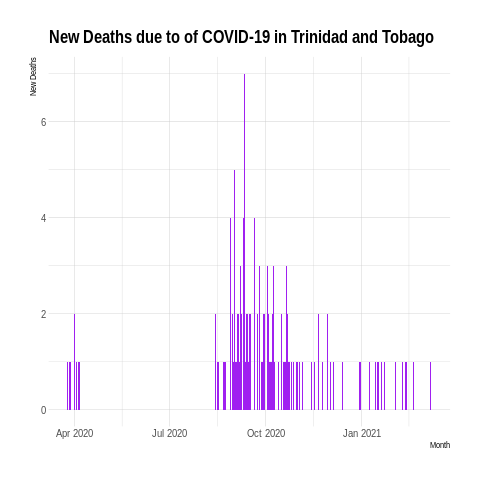 New Deaths due to of COVID-19 in Trinidad and Tobago
New Deaths
6
4
2
0
Apr 2020
Jul 2020
Oct 2020
Jan 2021
Month